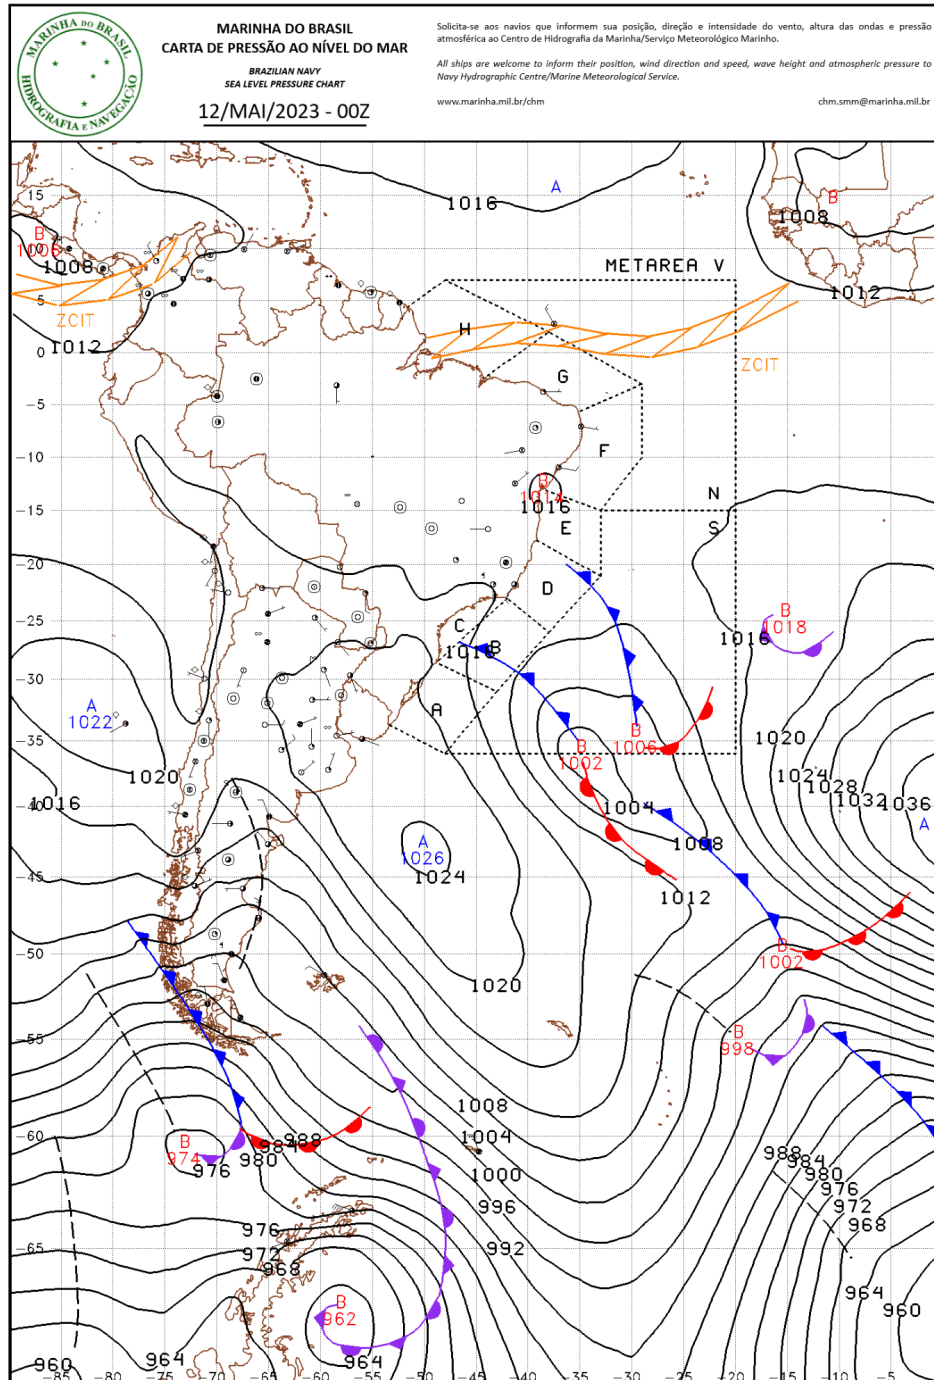 MARINHA DO BRASIL
HIDROGRAFIA E NAVEGAÇÃO
MARINHA DO BRASIL
CARTA DE PRESSÃO AO NÍVEL DO MAR
BRAZILIAN NAVY
SEA LEVEL PRESSURE CHART
12/MAI/2023 - 00Z
Solicita-se aos navios que informem sua posição, direção e intensidade do vento, altura das ondas e pressão
atmosférica ao Centro de Hidrografia da Marinha/Serviço Meteorológico Marinho.
All ships are welcome to inform their position, wind direction and speed, wave height and atmospheric pressure to
Navy Hydrographic Centre/Marine Meteorological Service.
www.marinha.mil.br/chm
chm.smm@marinha.mil.br
15
A
1016
B
1008
B
1006
10
1008
METAREA V
5
1012
ZCIT
H
1012
0
ZCIT
G
-5
F
-10
B
1014
1016
N
-15
E
S
-20
D
B
1018
-25
C
1016
B
1016
-30
A
1022
A
B
1006
1020
-35
B
1002
1020
1024
1028
1016
-40
1004
1032
1036
A
A
1026
1008
1024
-45
1012
B
1002
-50
1020
B
998
-55
1008
1004
-60
B
974
988
984
980
976
1000
988
984
980
976
996
972
976
968
992
-65
972
968
964
B
962
960
960
964
964
-85
-80
-75
-70
-65
-60
-55
-50
-45
-40
-35
-30
-25
-20
-15
-10
-5